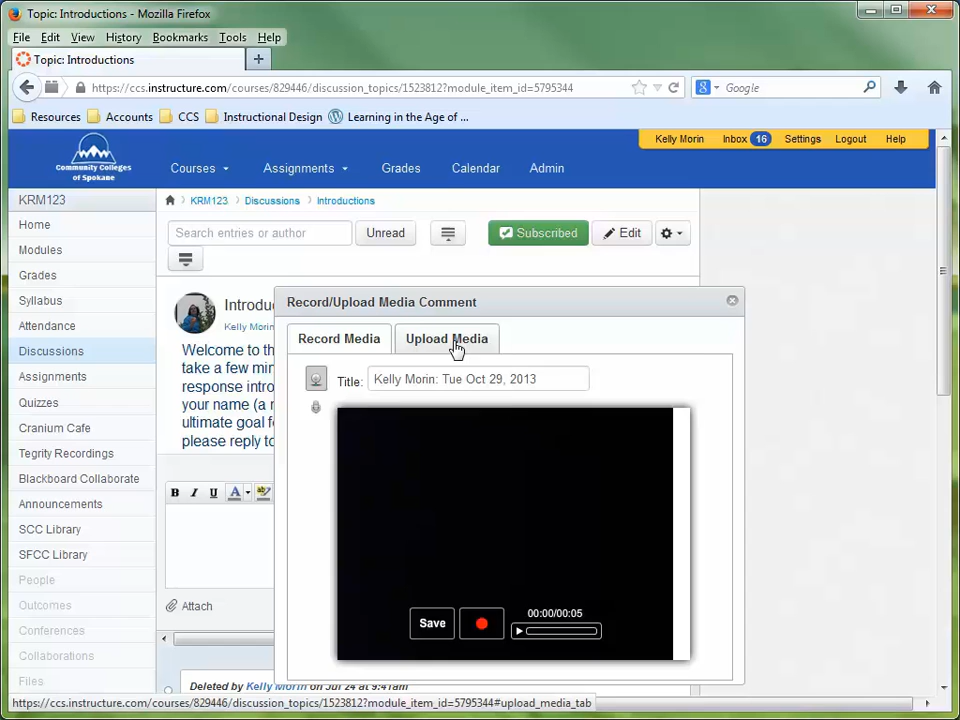 Topic: Introductions - Mozilla Firefox
File Edit View History Bookmarks Tools Help
Topic: Introductions
https://ccs.instructure.com/courses/829446/discussion_topics/1523812?module_item_id=5795344
Google
Resources Accounts CCS Instructional Design Learning in the Age of ...
Kelly Morin Inbox 16 Settings Logout Help
Community Colleges
of Spokane
Courses Assignments Grades Calendar Admin
KRM123
KRM123 Discussions Introductions
Home
Search entries or author Unread Subscribed Edit
Modules
Grades
Syllabus
Attendance
Discussions
Assignments
Quizzes
Cranium Cafe
Tegrity Recordings
Blackboard Collaborate
Announcements
SCC Library
SFCC Library
People
Outcomes
Conferences
Collaborations
Files
Introdu
Kelly Morin
Welcome to th
take a few min
response intro
your name (a r
ultimate goal f
please reply to
B I U A
Attach
Deleted by Kelly Morin on Jul 24 at 9:41am
Record/Upload Media Comment
Record Media Upload Media
Title: Kelly Morin: Tue Oct 29, 2013
Save
00:00/00:05
https://ccs.instructure.com/courses/829446/discussion_topics/1523812?module_item_id=5795344#upload_media_tab